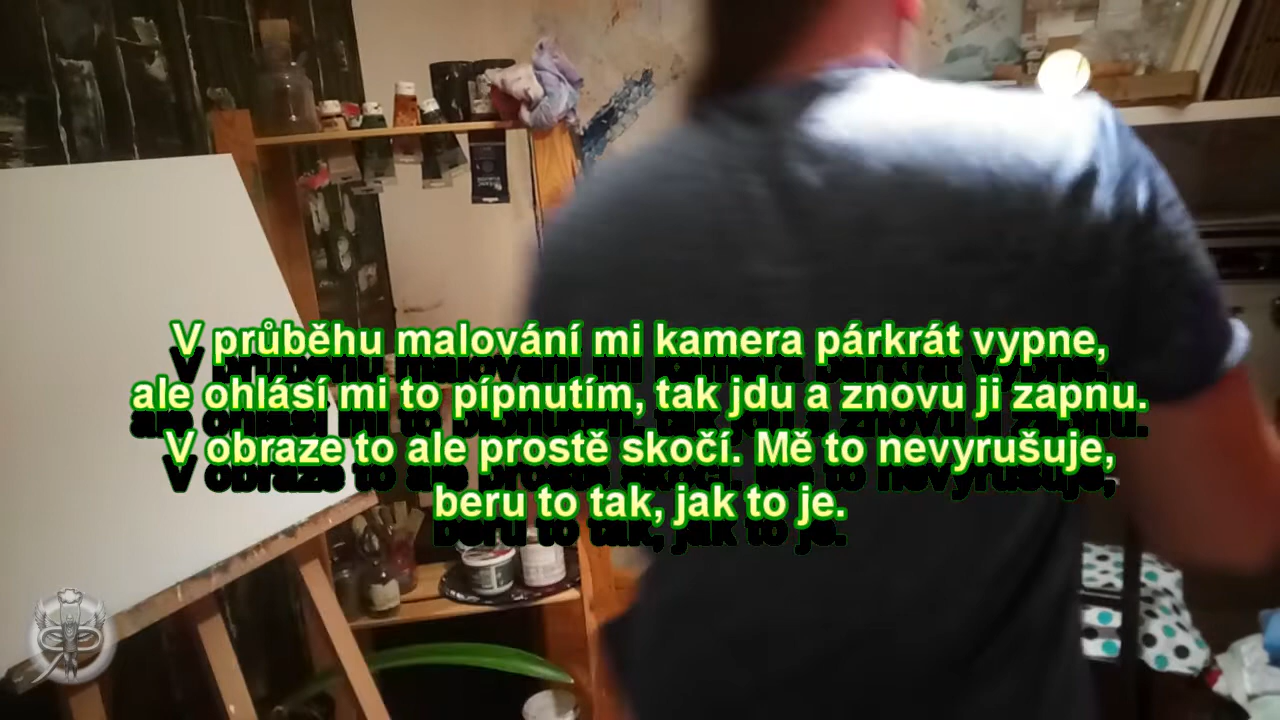 V průběhu malování mi kamera párkrát vypne,
ale ohlásí mi to pípnutím, tak jdu a znovu ji zapnu.
V obraze to ale prostě skočí. Mě to nevyrušuje,
beru to tak, jak to je.